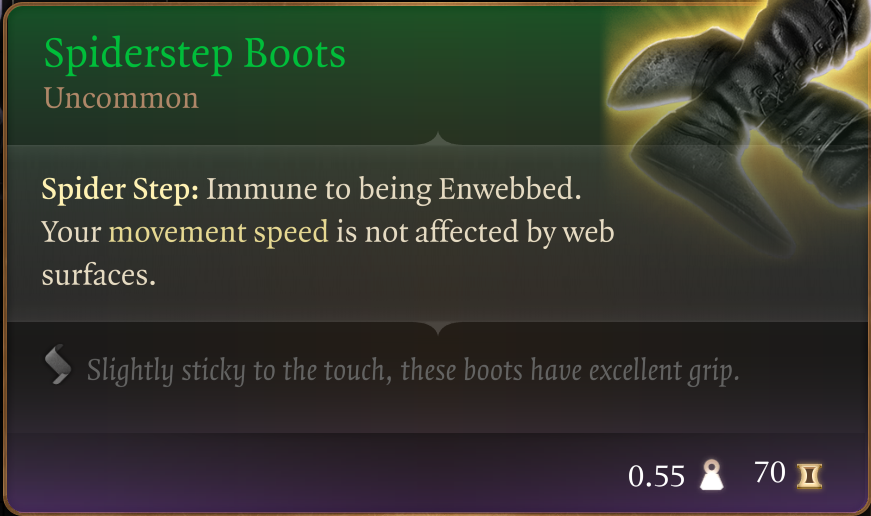 Spiderstep Boots
Uncommon
Spider Step: Immune to being Enwebbed.
Your movement speed is not affected by web
surfaces.
Slightly sticky to the touch, these boots have excellent grip.
0.55 70